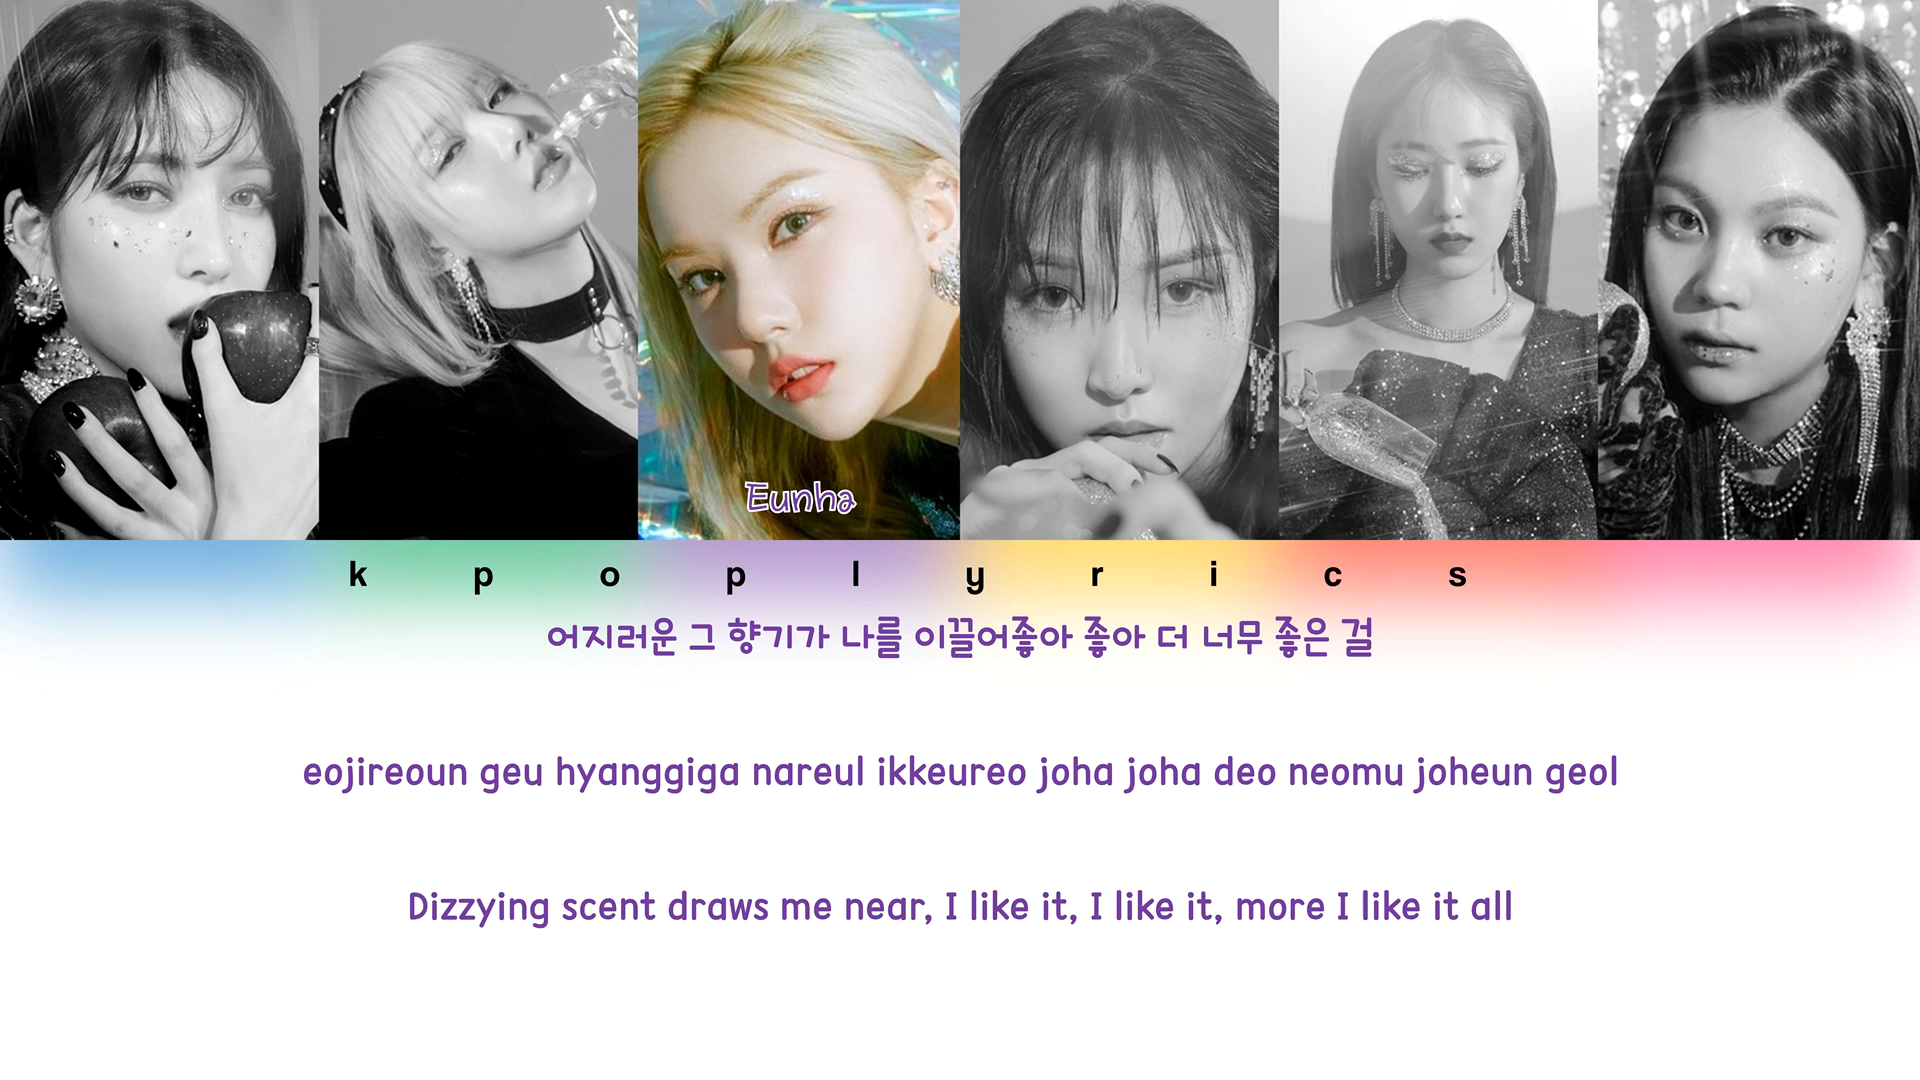 Eunha
k p o p l y r i c s
어지러운 그 향기가 나를 이끌어좋아 좋아 더 너무 좋은 걸
eojireoun geu hyanggiga nareul ikkeureo joha joha deo neomu joheun geol
Dizzying scent draws me near, I like it, I like it, more I like it all